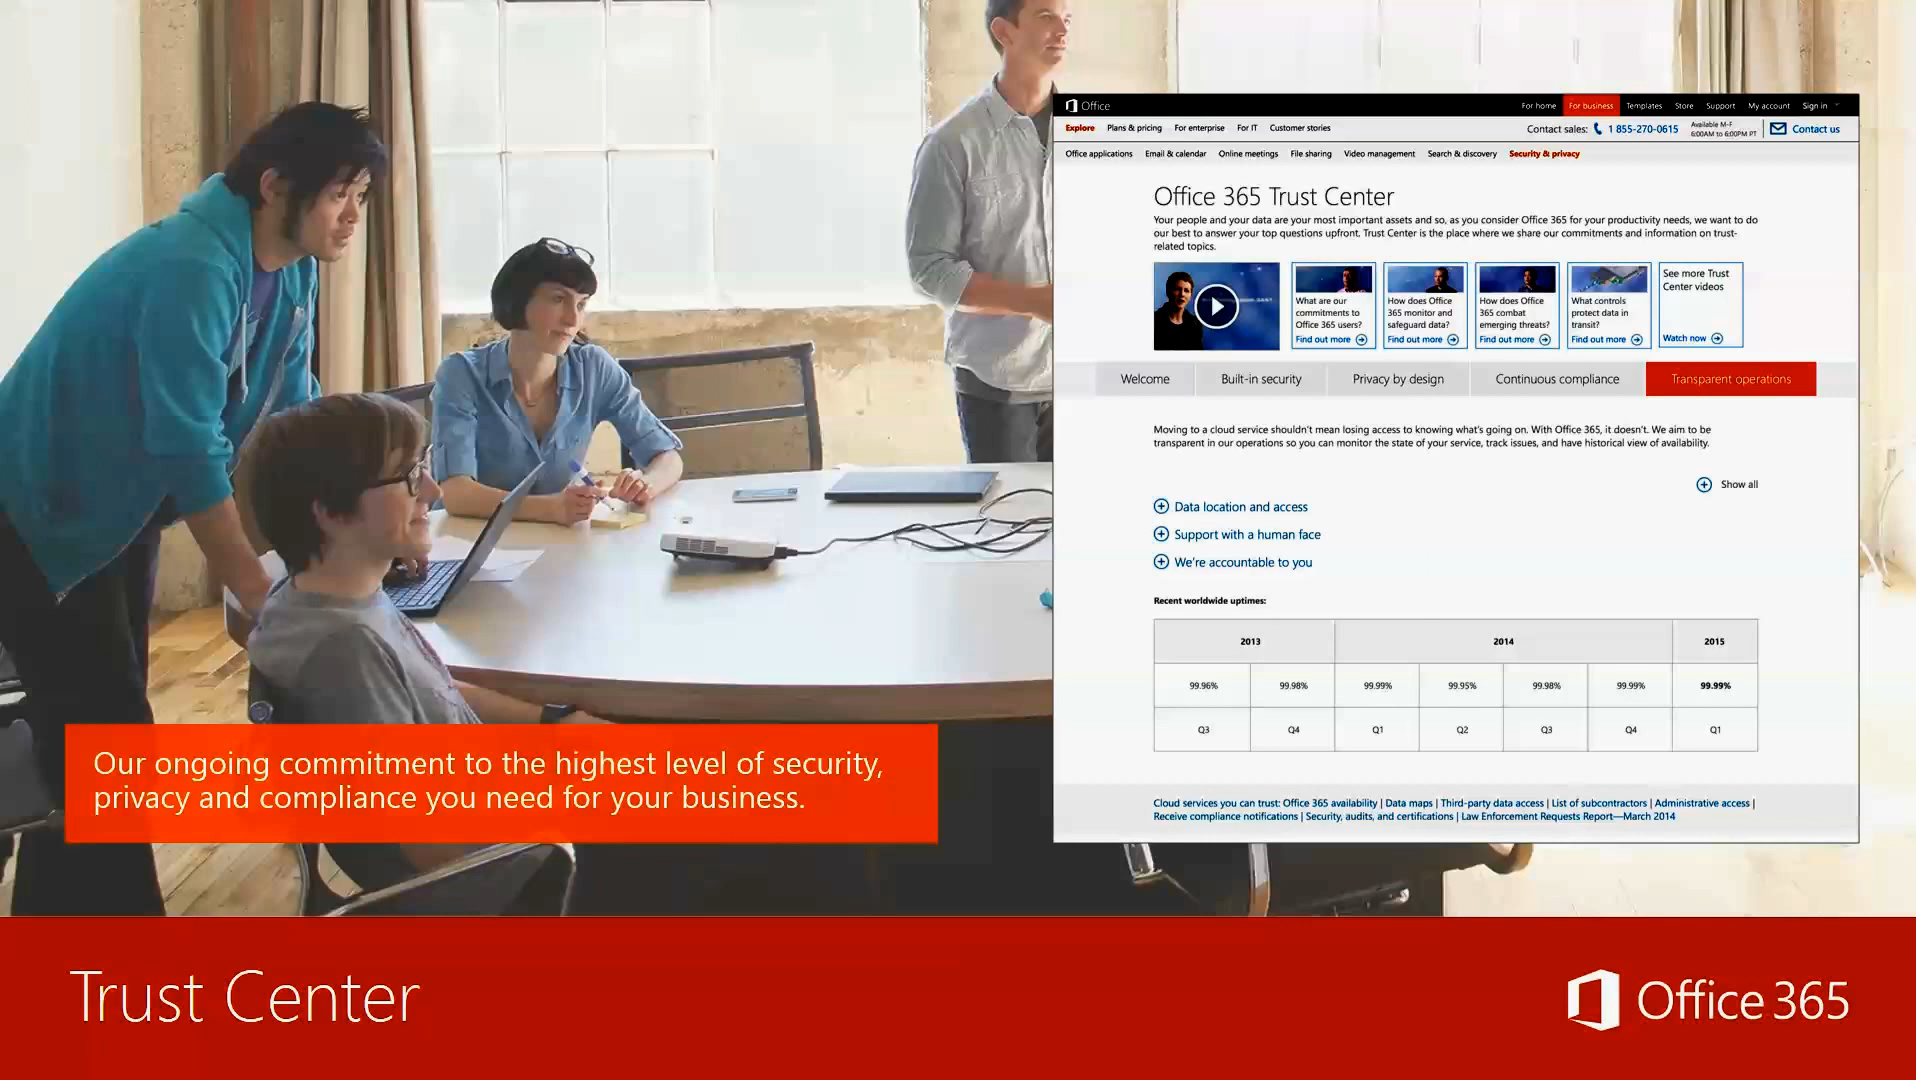 Office
For home
For business
Templates
Store
Support
My account
Sign in
Explore
Plans & pricing
For enterprise
For IT
Customer stories
Contact sales:
1 855-270-0615
Available M-F
6:00AM to 6:00PM PT
Contact us
Office applications
Email & calendar
Online meetings
File sharing
Video management
Search & discovery
Security & privacy
Office 365 Trust Center
Your people and your data are your most important assets and so, as you consider Office 365 for your productivity needs, we want to do
our best to answer your top questions upfront. Trust Center is the place where we share our commitments and information on trust-
related topics.
What are our
commitments to
Office 365 users?
Find out more
How does Office
365 monitor and
safeguard data?
Find out more
How does Office
365 combat
emerging threats?
Find out more
What controls
protect data in
transit?
Find out more
See more Trust
Center videos
Watch now
Welcome
Built-in security
Privacy by design
Continuous compliance
Transparent operations
Moving to a cloud service shouldn't mean losing access to knowing what's going on. With Office 365, it doesn't. We aim to be
transparent in our operations so you can monitor the state of your service, track issues, and have historical view of availability.
Show all
Data location and access
Support with a human face
We're accountable to you
Recent worldwide uptimes:
2013 2014 2015
99.96% 99.98% 99.99% 99.95% 99.98% 99.99% 99.99%
Q3 Q4 Q1 Q2 Q3 Q4 Q1
Cloud services you can trust: Office 365 availability | Data maps | Third-party data access | List of subcontractors | Administrative access |
Receive compliance notifications | Security, audits, and certifications | Law Enforcement Requests Report—March 2014
Our ongoing commitment to the highest level of security,
privacy and compliance you need for your business.
Trust Center
Office 365